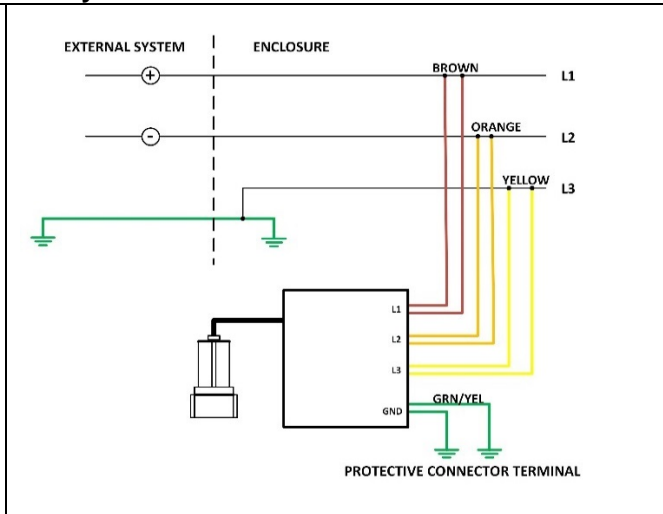 EXTERNAL SYSTEM ENCLOSURE
+ BROWN L1
- ORANGE L2
YELLOW L3
L1
L2
L3
GRN/YEL
GND
PROTECTIVE CONNECTOR TERMINAL